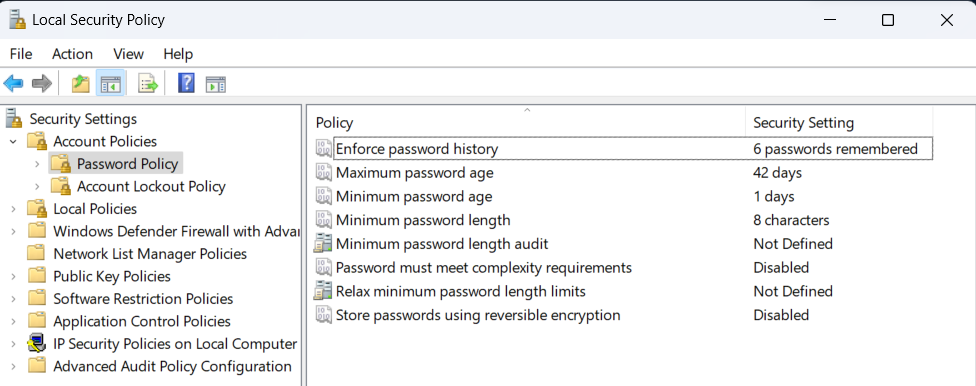 Local Security Policy
File Action View Help
Security Settings
Account Policies
Password Policy
Account Lockout Policy
Local Policies
Windows Defender Firewall with Advar
Network List Manager Policies
Public Key Policies
Software Restriction Policies
Application Control Policies
IP Security Policies on Local Computer
Advanced Audit Policy Configuration
Policy Security Setting
Enforce password history 6 passwords remembered
Maximum password age 42 days
Minimum password age 1 days
Minimum password length 8 characters
Minimum password length audit Not Defined
Password must meet complexity requirements Disabled
Relax minimum password length limits Not Defined
Store passwords using reversible encryption Disabled